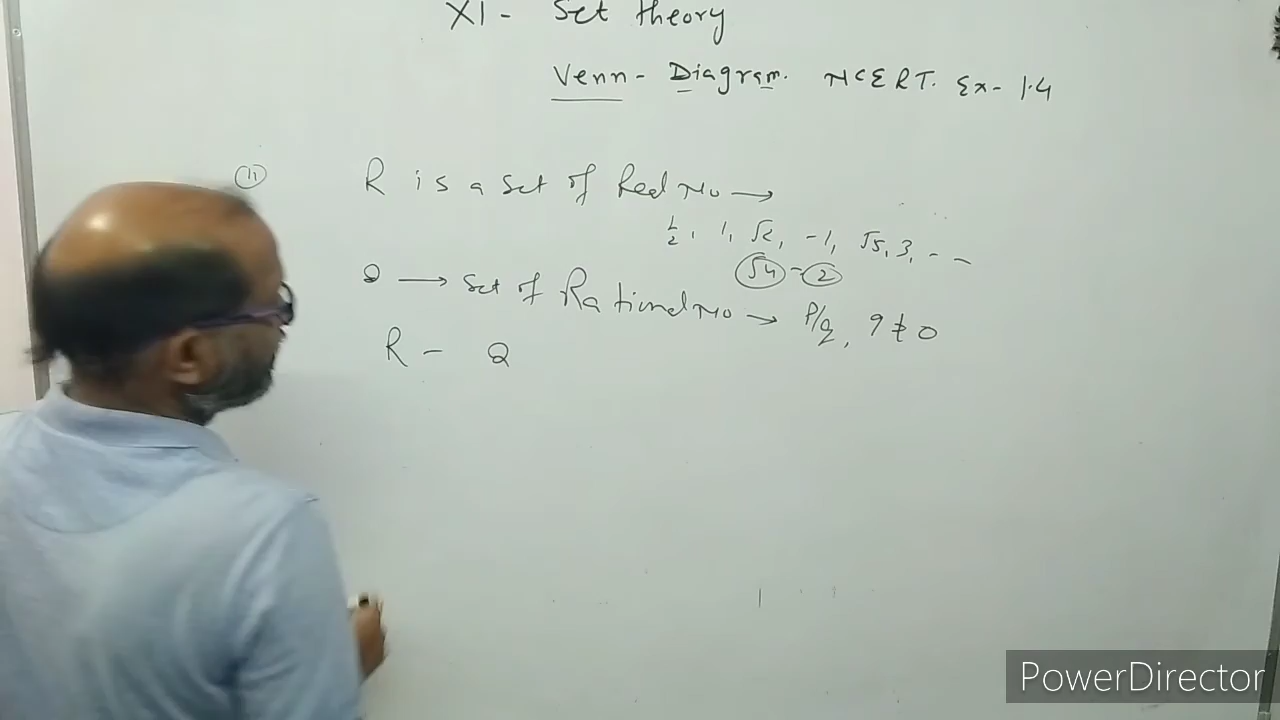 XI - Set theory
Venn - Diagram. NCERT. Ex - 1.4
(11) R is a set of Real No →
1/2, 1, √2, -1, √5, 3, - -
√4 - 2
Q → Set of Rational No → P/q, q ≠ 0
R - Q
PowerDirector